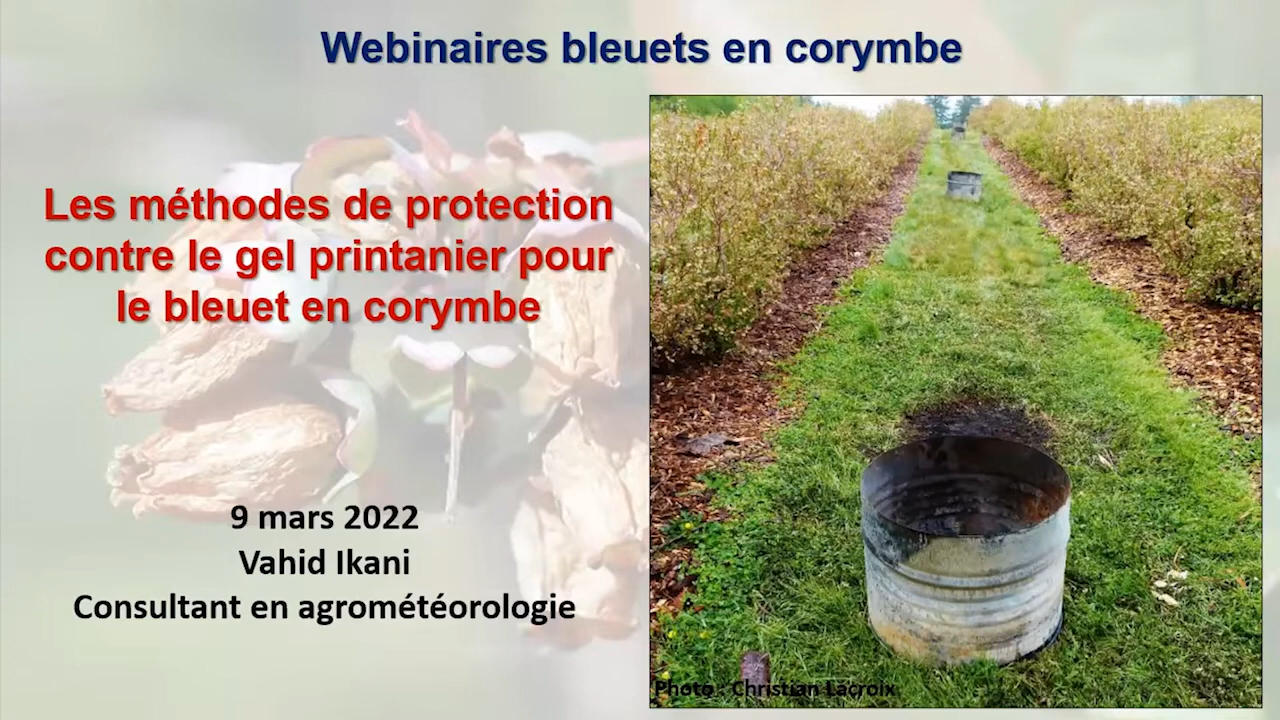 Webinaires bleuets en corymbe
Les méthodes de protection
contre le gel printanier pour
le bleuet en corymbe
9 mars 2022
Vahid Ikani
Consultant en agrométéorologie
Photo : Christian Lacroix